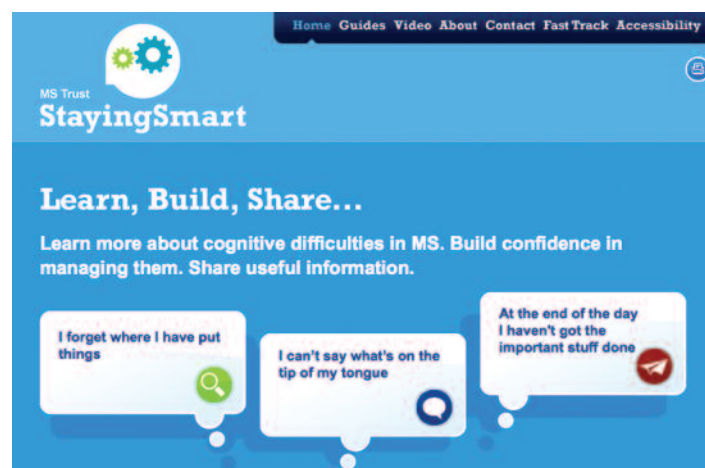 Home Guides Video About Contact Fast Track Accessibility
MS Trust
StayingSmart
Learn, Build, Share...
Learn more about cognitive difficulties in MS. Build confidence in
managing them. Share useful information.
I forget where I have put
things
I can't say what's on the
tip of my tongue
At the end of the day
I haven't got the
important stuff done